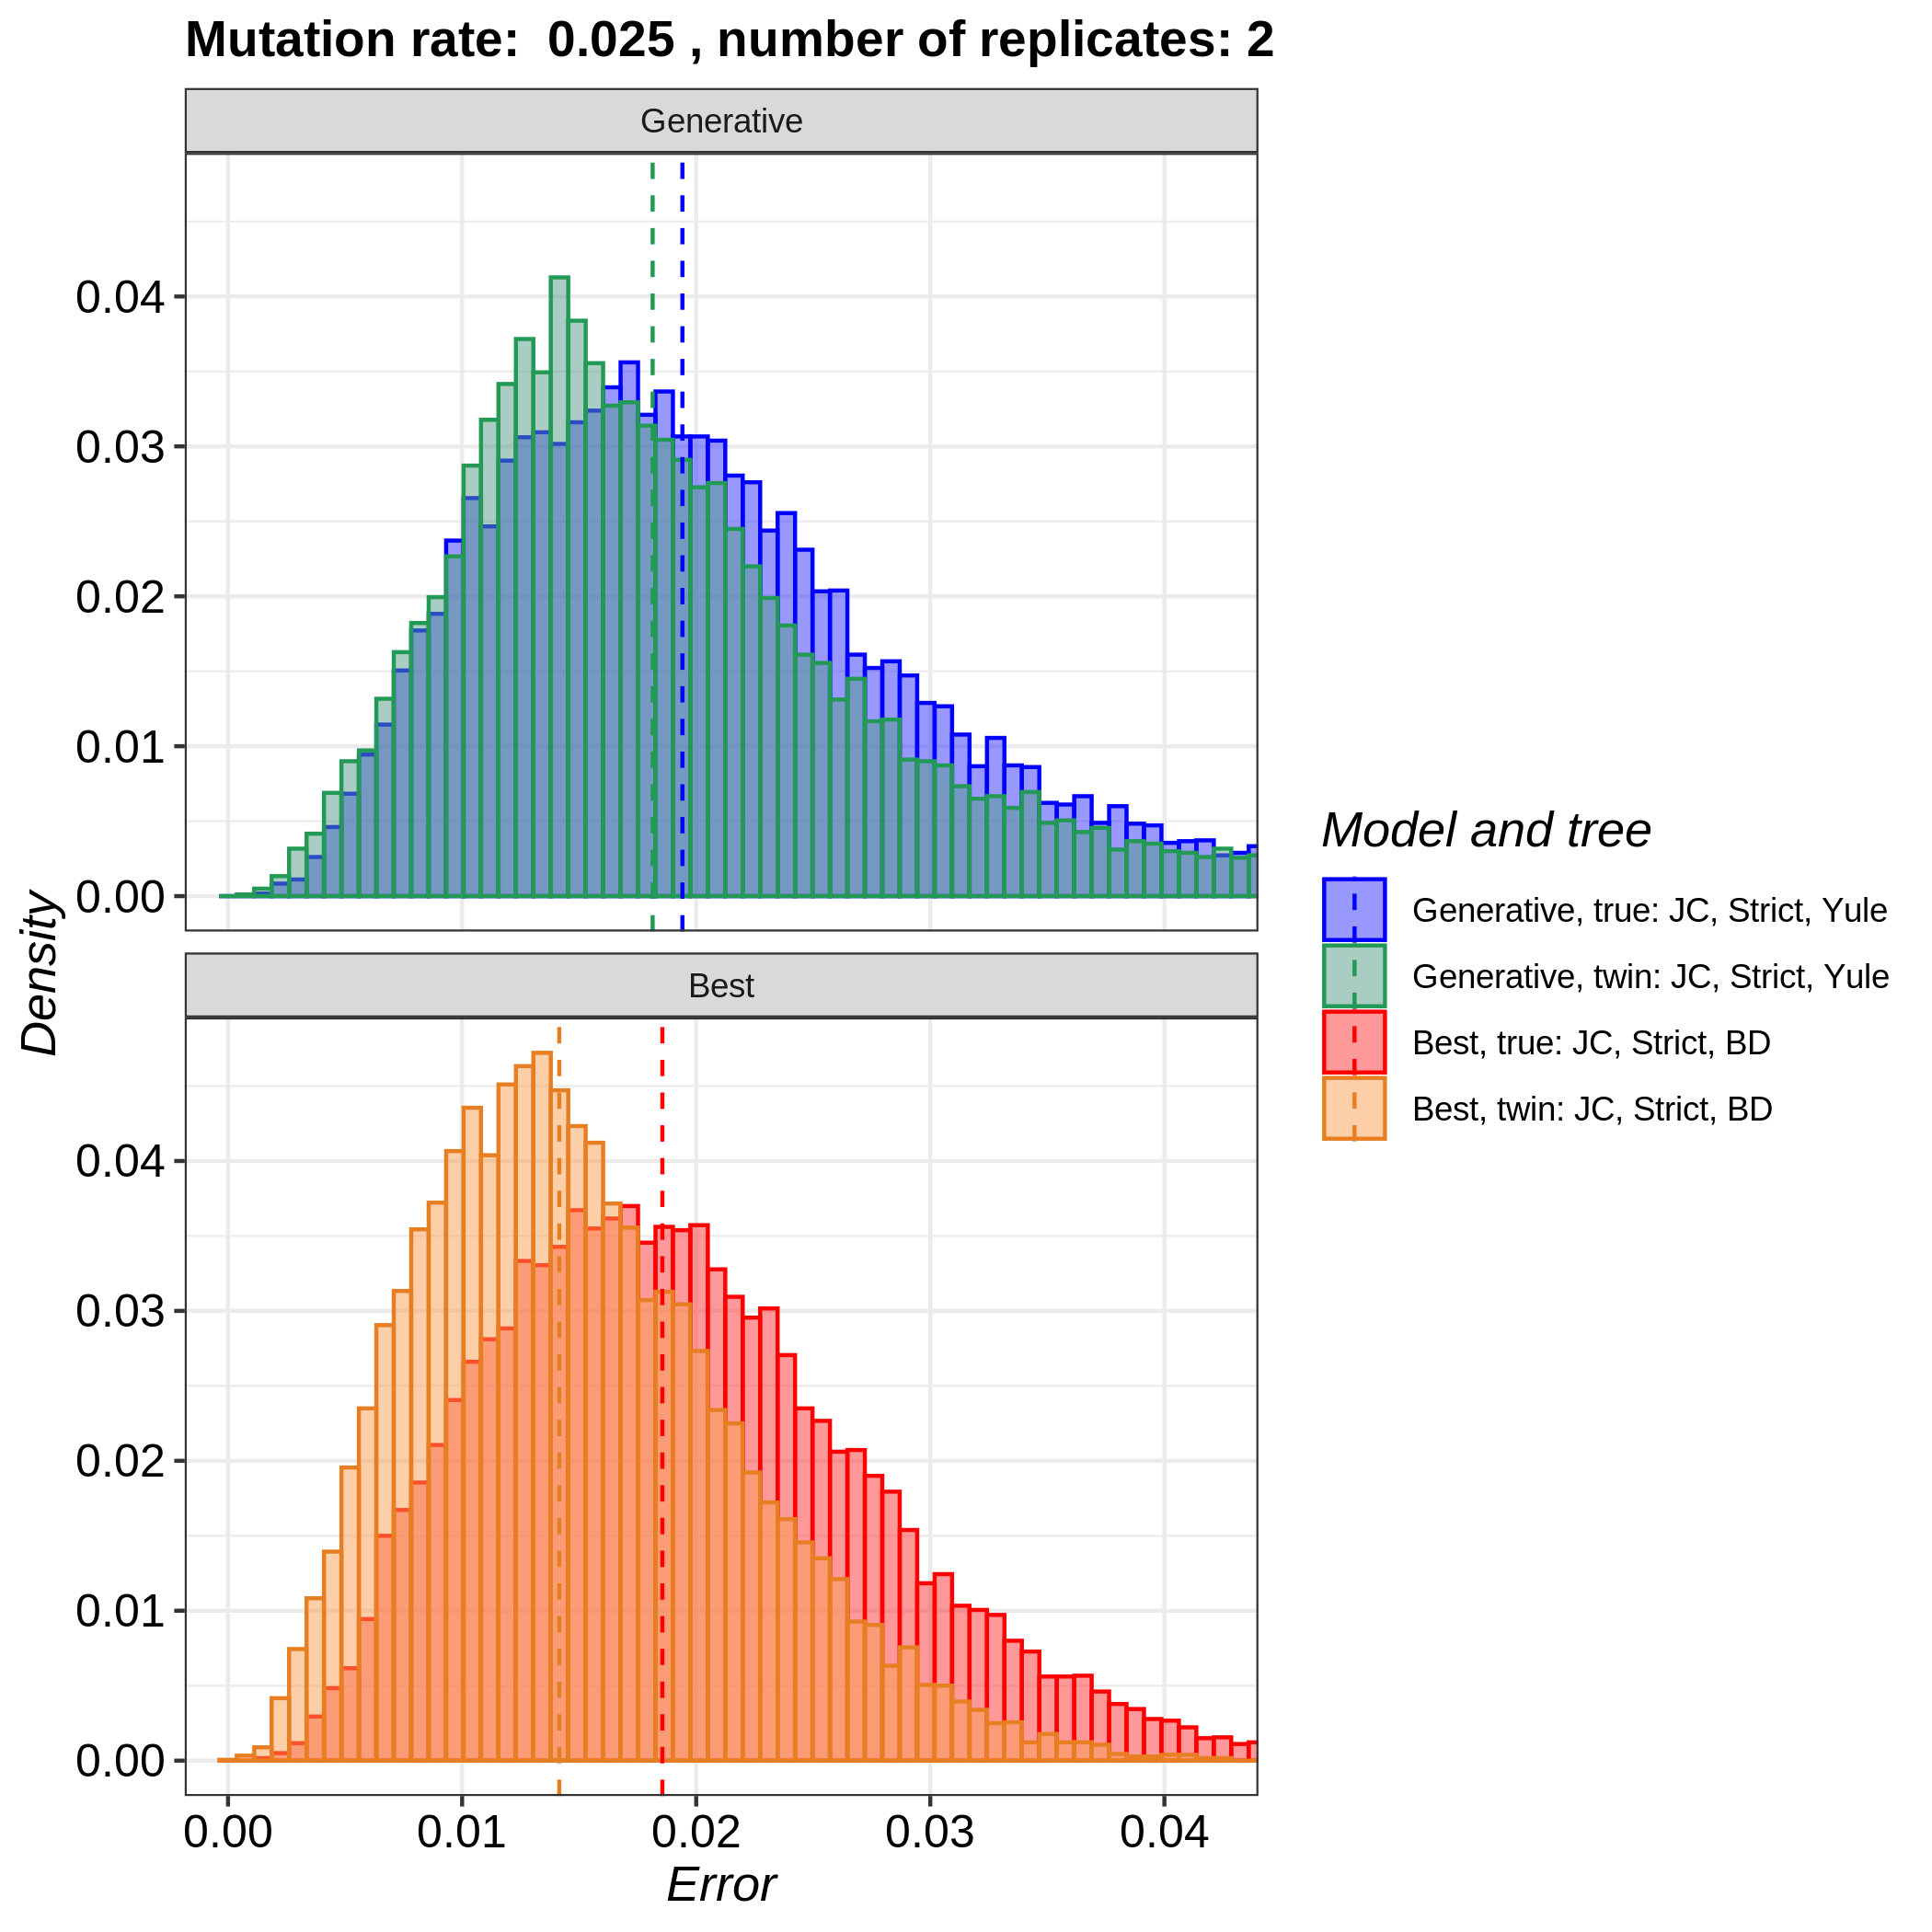 Mutation rate:  0.025 , number of replicates: 2
Generative
0.04
0.03
0.02
0.01
0.00
Density
Best
0.04
0.03
0.02
0.01
0.00
0.00 0.01 0.02 0.03 0.04
Error
Model and tree
Generative, true: JC, Strict, Yule
Generative, twin: JC, Strict, Yule
Best, true: JC, Strict, BD
Best, twin: JC, Strict, BD